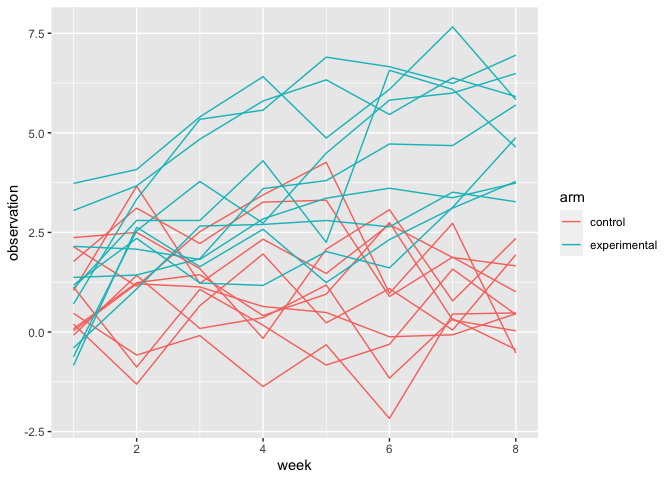 7.5
5.0
2.5
0.0
-2.5
observation
2
4
6
8
week
arm
control
experimental